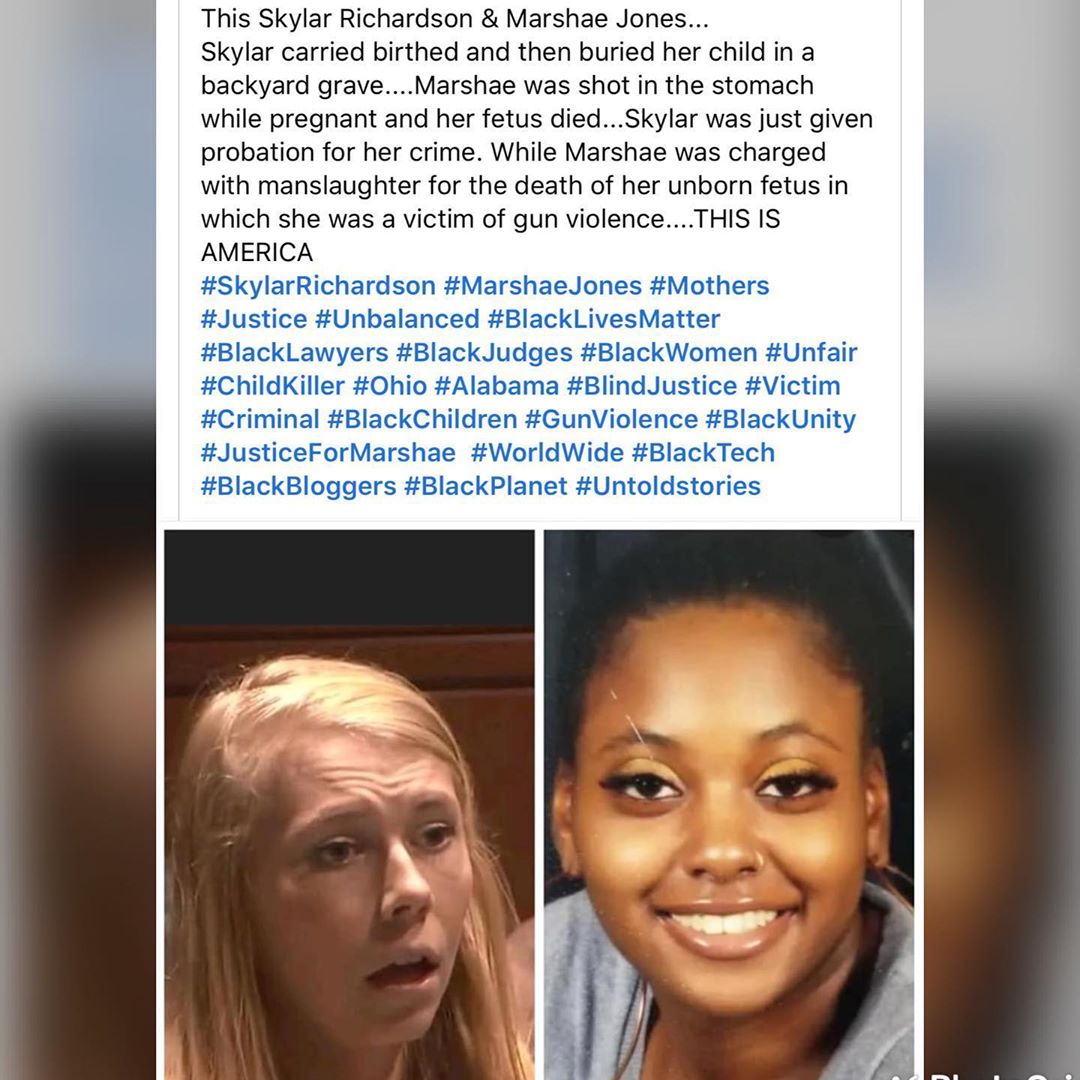 This Skylar Richardson & Marshae Jones...
Skylar carried birthed and then buried her child in a
backyard grave....Marshae was shot in the stomach
while pregnant and her fetus died...Skylar was just given
probation for her crime. While Marshae was charged
with manslaughter for the death of her unborn fetus in
which she was a victim of gun violence....THIS IS
AMERICA
#SkylarRichardson #MarshaeJones #Mothers
#Justice #Unbalanced #BlackLivesMatter
#BlackLawyers #BlackJudges #BlackWomen #Unfair
#ChildKiller #Ohio #Alabama #BlindJustice #Victim
#Criminal #BlackChildren #GunViolence #BlackUnity
#JusticeForMarshae #WorldWide #BlackTech
#BlackBloggers #BlackPlanet #Untoldstories